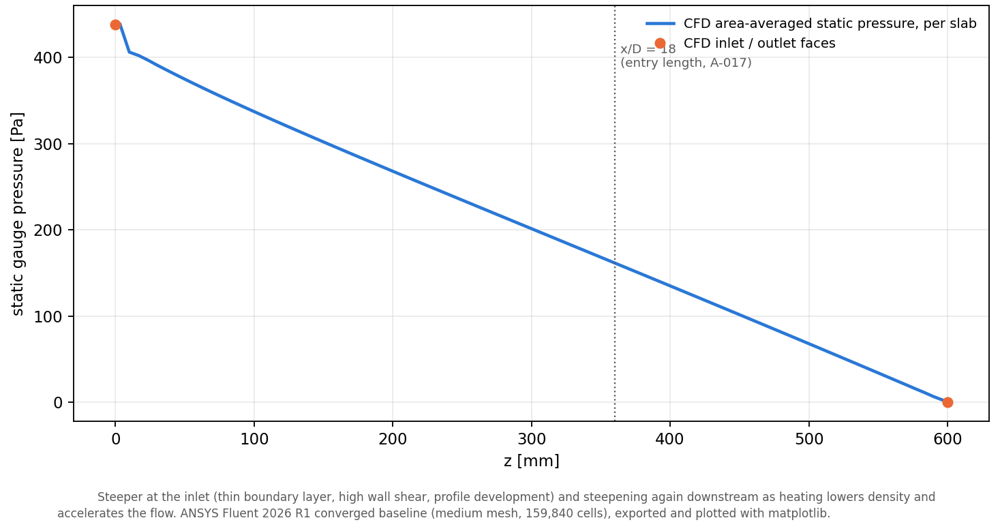 CFD area-averaged static pressure, per slab
CFD inlet / outlet faces
x/D = 18
(entry length, A-017)
static gauge pressure [Pa]
400
300
200
100
0
0
100
200
300
400
500
600
z [mm]
Steeper at the inlet (thin boundary layer, high wall shear, profile development) and steepening again downstream as heating lowers density and
accelerates the flow. ANSYS Fluent 2026 R1 converged baseline (medium mesh, 159,840 cells), exported and plotted with matplotlib.